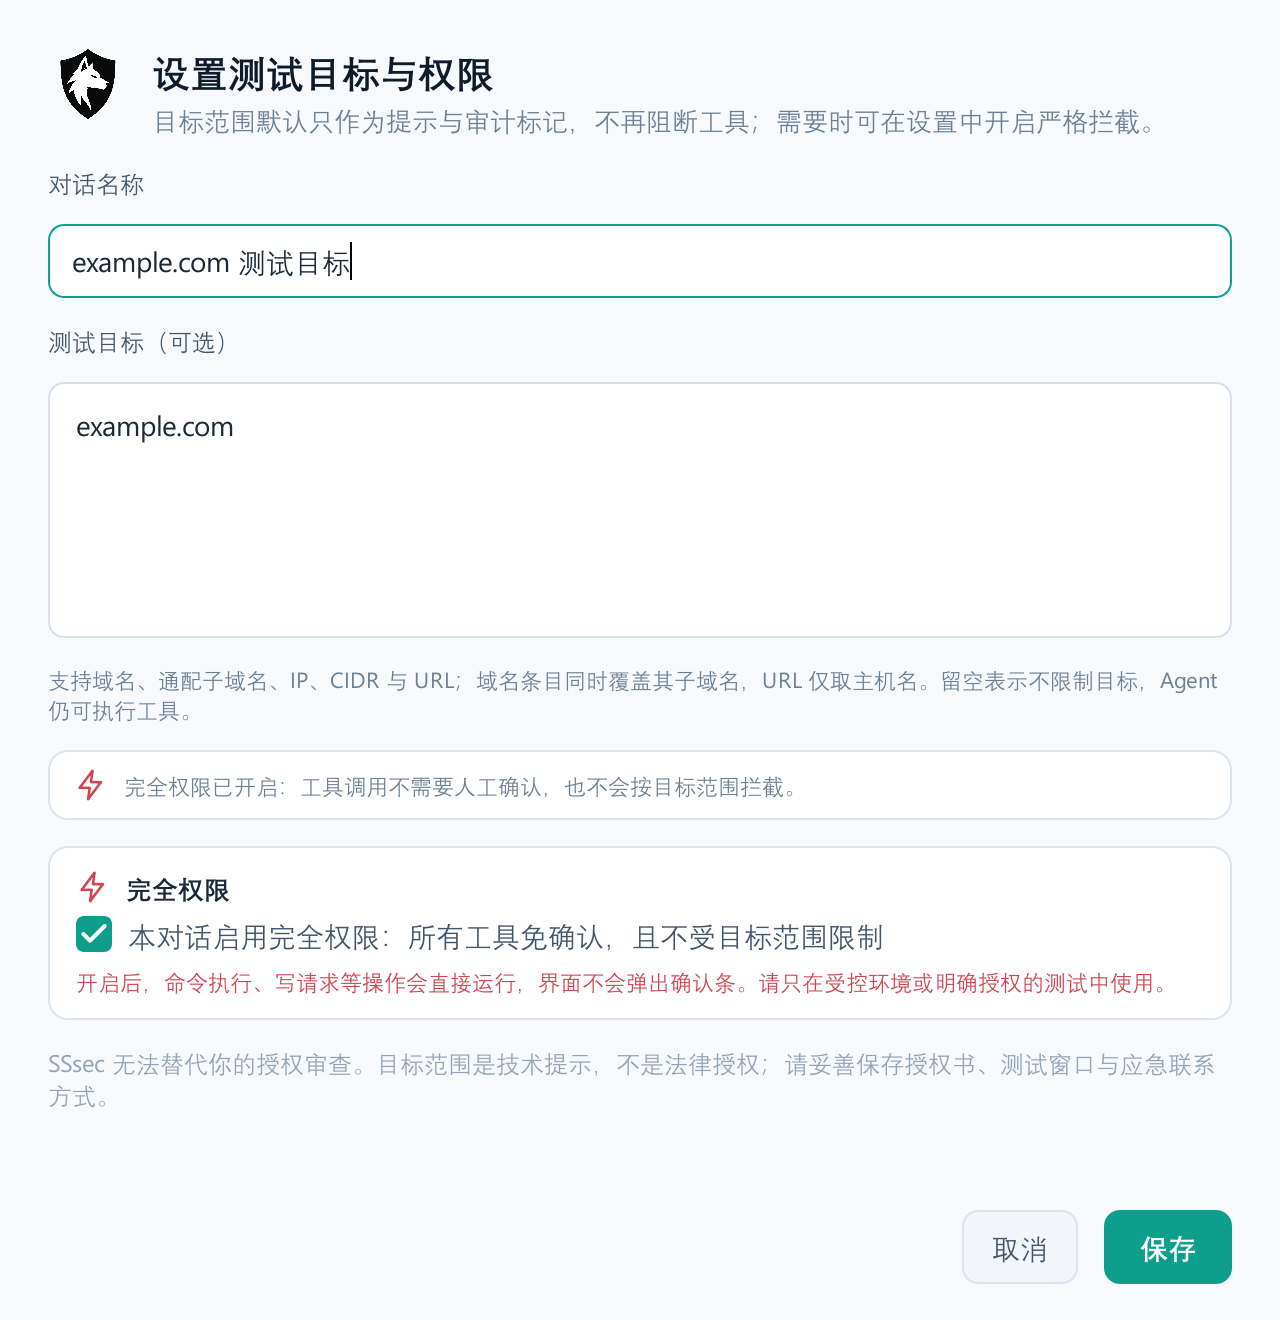 设置测试目标与权限
目标范围默认只作为提示与审计标记，不再阻断工具；需要时可在设置中开启严格拦截。
对话名称
example.com 测试目标
测试目标（可选）
example.com
支持域名、通配子域名、IP、CIDR 与 URL；域名条目同时覆盖其子域名，URL 仅取主机名。留空表示不限制目标，Agent
仍可执行工具。
完全权限已开启：工具调用不需要人工确认，也不会按目标范围拦截。
完全权限
本对话启用完全权限：所有工具免确认，且不受目标范围限制
开启后，命令执行、写请求等操作会直接运行，界面不会弹出确认条。请只在受控环境或明确授权的测试中使用。
SSsec 无法替代你的授权审查。目标范围是技术提示，不是法律授权；请妥善保存授权书、测试窗口与应急联系
方式。
取消
保存